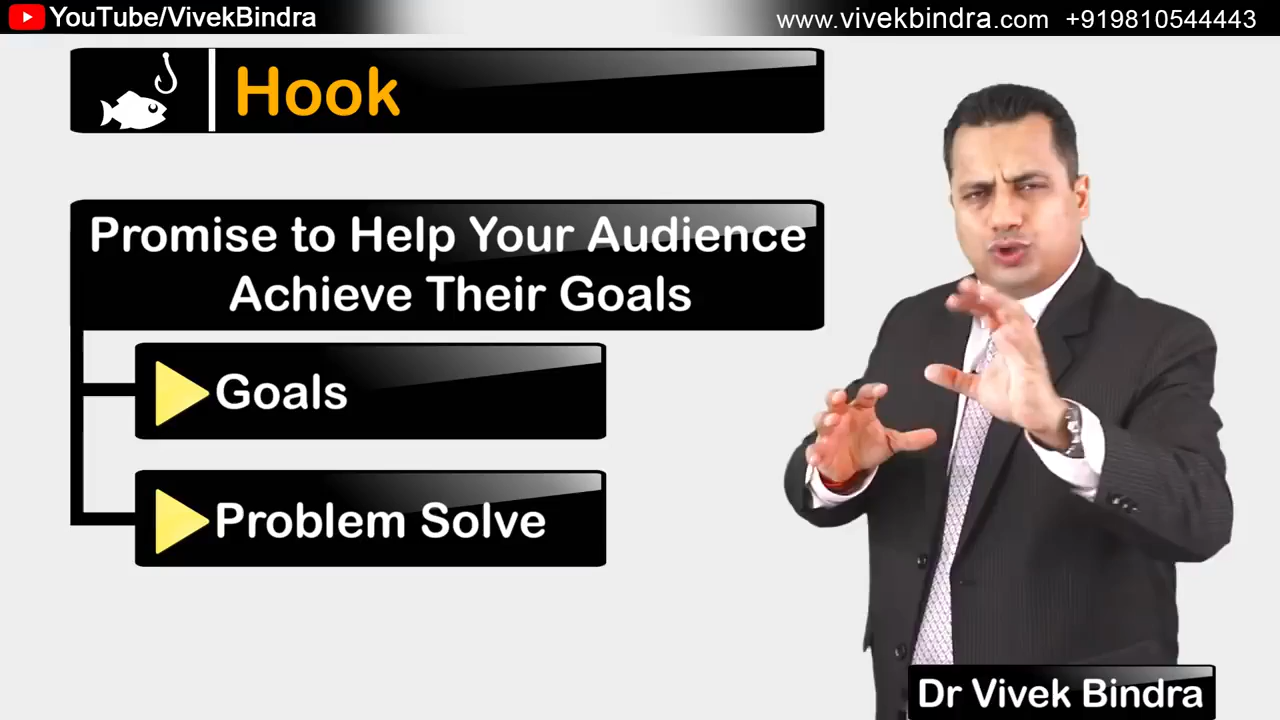 YouTube/VivekBindra
www.vivekbindra.com +919810544443
Hook
Promise to Help Your Audience
Achieve Their Goals
Goals
Problem Solve
Dr Vivek Bindra